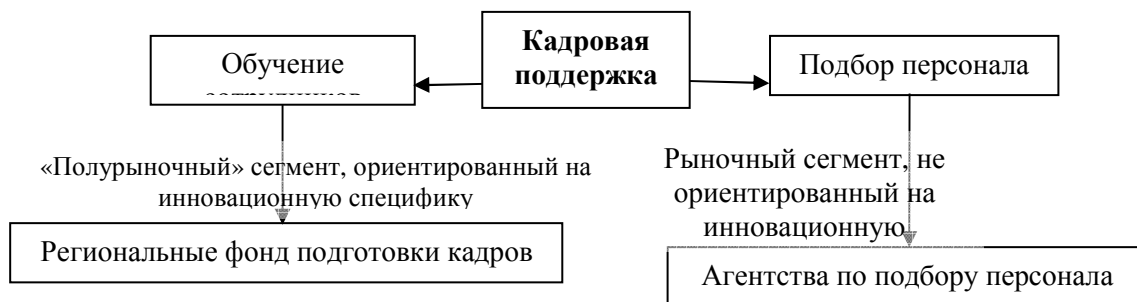 Кадровая
поддержка
Обучение
Подбор персонала
«Полурыночный» сегмент, ориентированный на
инновационную специфику
Рыночный сегмент, не
ориентированный на
инновационную
Региональные фонд подготовки кадров
Агентства по подбору персонала